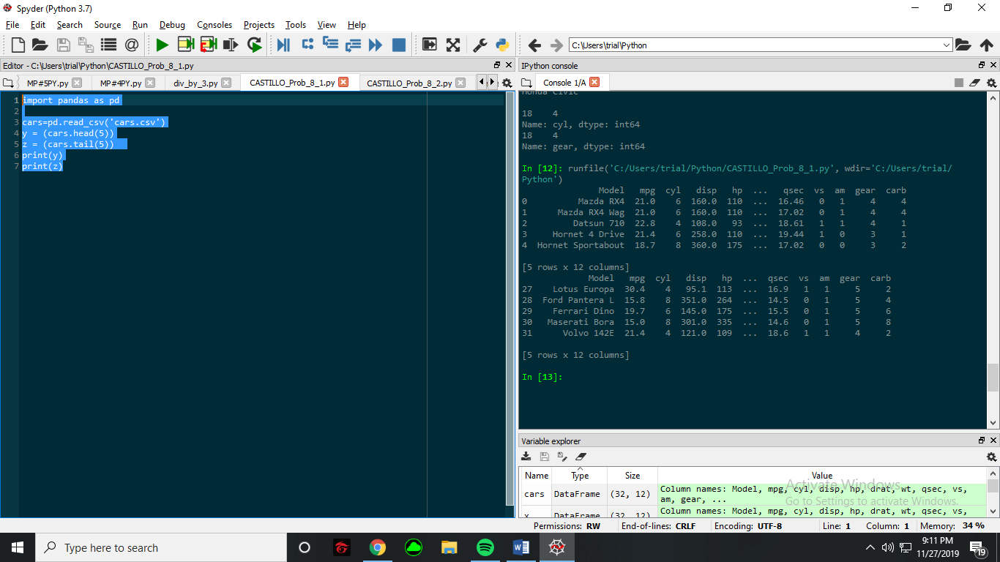 Spyder (Python 3.7)
File Edit Search Source Run Debug Consoles Projects Tools View Help
C:\Users\trial\Python
Editor - C:\Users\trial\Python\CASTILLO_Prob_8_1.py
MP#5PY.py MP#4PY.py div_by_3.py CASTILLO_Prob_8_1.py CASTILLO_Prob_8_2.py
1 import pandas as pd
2
3 cars=pd.read_csv('cars.csv')
4 y = (cars.head(5))
5 z = (cars.tail(5))
6 print(y)
7 print(z)
IPython console
Console 1/A
Honda Civic
18 4
Name: cyl, dtype: int64
18 4
Name: gear, dtype: int64
In [12]: runfile('C:/Users/trial/Python/CASTILLO_Prob_8_1.py', wdir='C:/Users/trial/
Python')
Model mpg cyl disp hp ... qsec vs am gear carb
0 Mazda RX4 21.0 6 160.0 110 ... 16.46 0 1 4 4
1 Mazda RX4 Wag 21.0 6 160.0 110 ... 17.02 0 1 4 4
2 Datsun 710 22.8 4 108.0 93 ... 18.61 1 1 4 1
3 Hornet 4 Drive 21.4 6 258.0 110 ... 19.44 1 0 3 1
4 Hornet Sportabout 18.7 8 360.0 175 ... 17.02 0 0 3 2
[5 rows x 12 columns]
Model mpg cyl disp hp ... qsec vs am gear carb
27 Lotus Europa 30.4 4 95.1 113 ... 16.9 1 1 5 2
28 Ford Pantera L 15.8 8 351.0 264 ... 14.5 0 1 5 4
29 Ferrari Dino 19.7 6 145.0 175 ... 15.5 0 1 5 6
30 Maserati Bora 15.0 8 301.0 335 ... 14.6 0 1 5 8
31 Volvo 142E 21.4 4 121.0 109 ... 18.6 1 1 4 2
[5 rows x 12 columns]
In [13]:
Variable explorer
Name Type Size Value
cars DataFrame (32, 12) Column names: Model, mpg, cyl, disp, hp, drat, wt, qsec, vs,
am, gear, ...
x DataFrame (32, 12) Column names: Model, mpg, cyl, disp, hp, drat, wt, qsec, vs,
Activate Windows
Go to Settings to activate Windows.
Permissions: RW End-of-lines: CRLF Encoding: UTF-8 Line: 1 Column: 1 Memory: 34 %
Type here to search
9:11 PM
11/27/2019
19